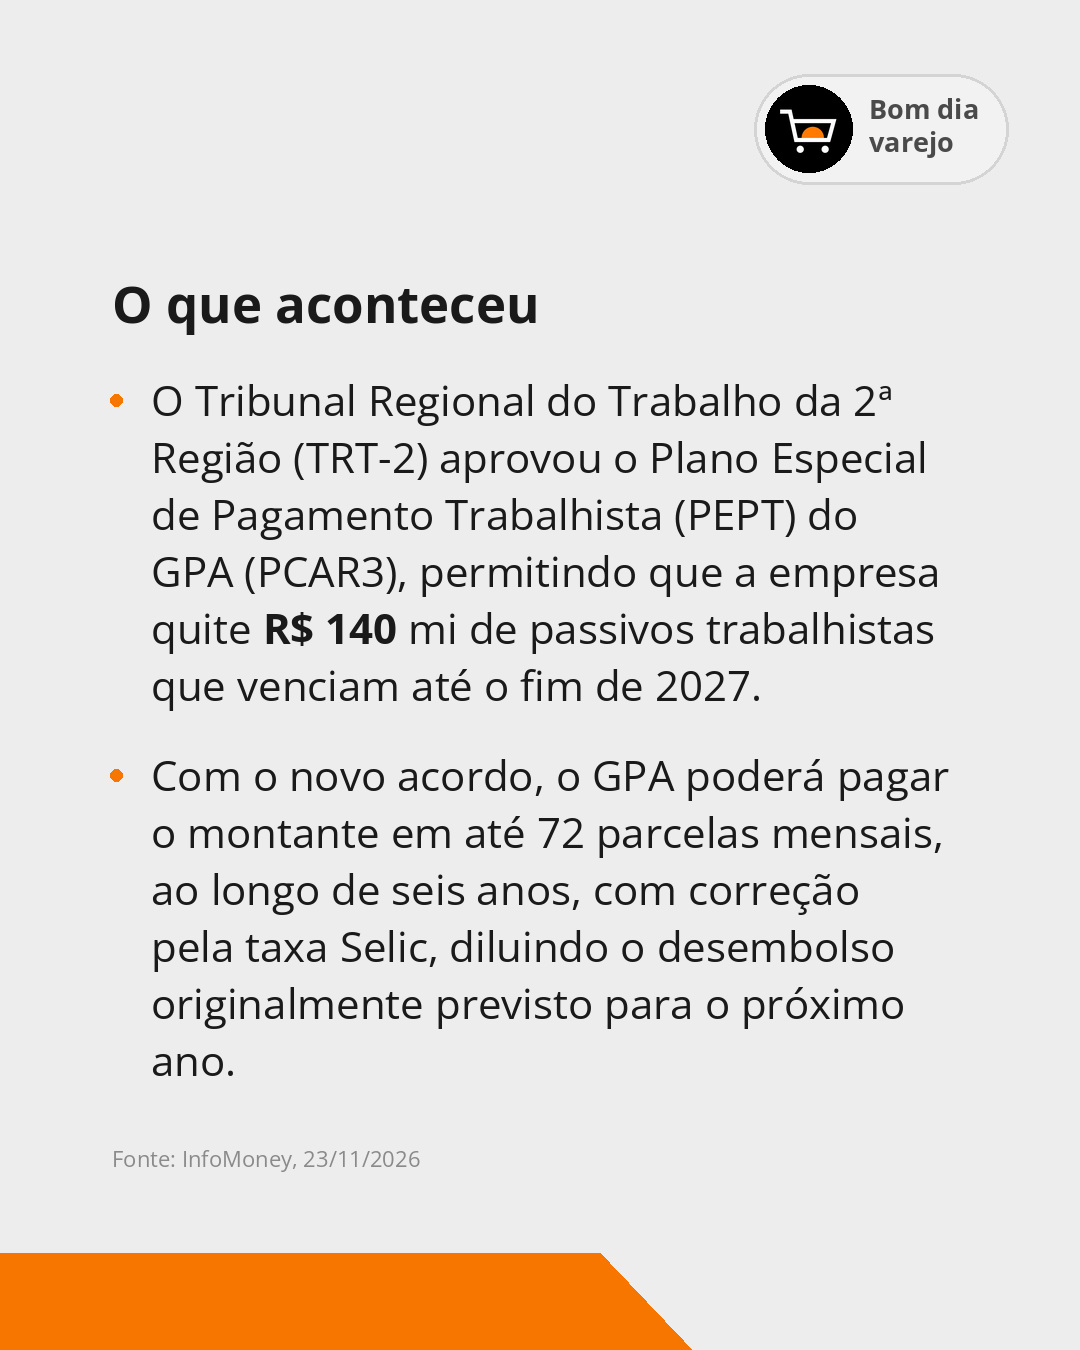 Bom dia
varejo
O que aconteceu
• O Tribunal Regional do Trabalho da 2ª
Região (TRT-2) aprovou o Plano Especial
de Pagamento Trabalhista (PEPT) do
GPA (PCAR3), permitindo que a empresa
quite R$ 140 mi de passivos trabalhistas
que venciam até o fim de 2027.
• Com o novo acordo, o GPA poderá pagar
o montante em até 72 parcelas mensais,
ao longo de seis anos, com correção
pela taxa Selic, diluindo o desembolso
originalmente previsto para o próximo
ano.
Fonte: InfoMoney, 23/11/2026